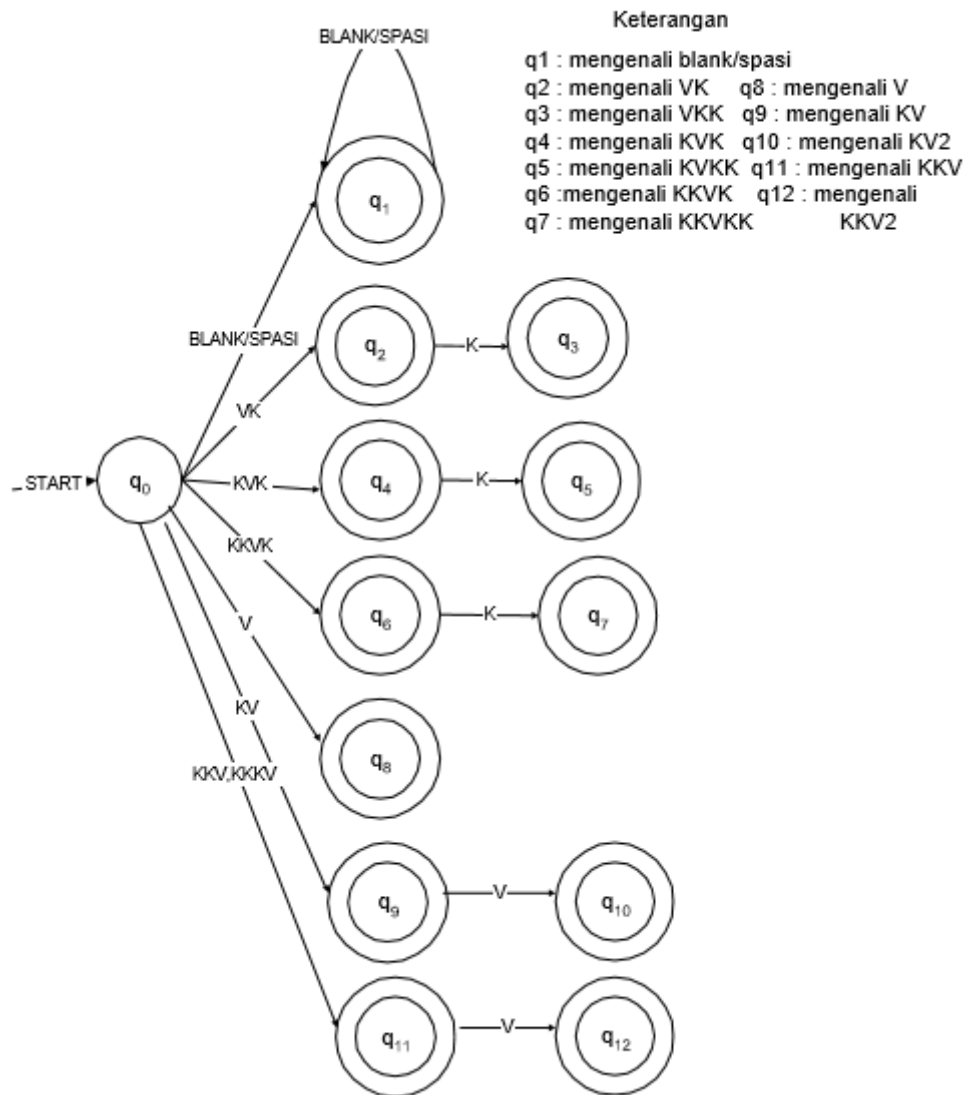 Keterangan
BLANK/SPASI
q1 : mengenali blank/spasi
q2 : mengenali VK q8 : mengenali V
q3 : mengenali VKK q9 : mengenali KV
q4 : mengenali KVK q10 : mengenali KV2
q5 : mengenali KVKK q11 : mengenali KKV
q6 :mengenali KKVK q12 : mengenali
q7 : mengenali KKVKK KKV2
q1
BLANK/SPASI
q2 K q3
VK
START q0 KVK q4 K q5
KKVK
q6 K q7
V
KV
q8
KKV,KKKV
q9 V q10
q11 V q12